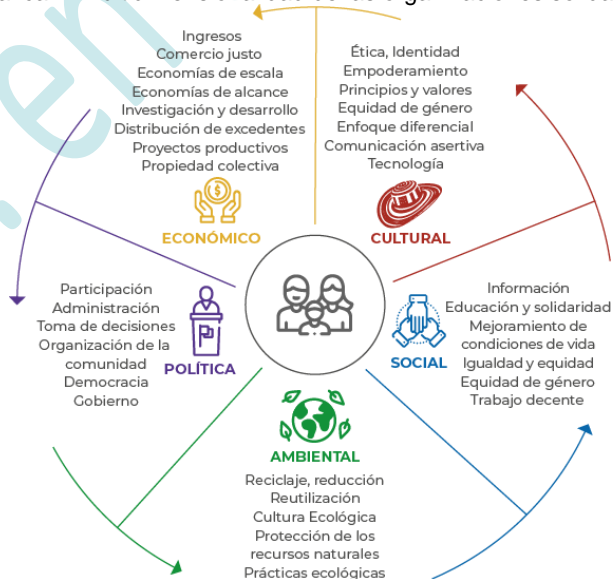 Ingresos
Comercio justo
Economías de escala
Economías de alcance
Investigación y desarrollo
Distribución de excedentes
Proyectos productivos
Propiedad colectiva
ECONÓMICO
Ética, Identidad
Empoderamiento
Principios y valores
Equidad de género
Enfoque diferencial
Comunicación asertiva
Tecnología
CULTURAL
Participación
Administración
Toma de decisiones
Organización de la
comunidad
Democracia
Gobierno
POLÍTICA
Información
Educación y solidaridad
Mejoramiento de
condiciones de vida
Igualdad y equidad
Equidad de género
Trabajo decente
SOCIAL
AMBIENTAL
Reciclaje, reducción
Reutilización
Cultura Ecológica
Protección de los
recursos naturales
Prácticas ecológicas